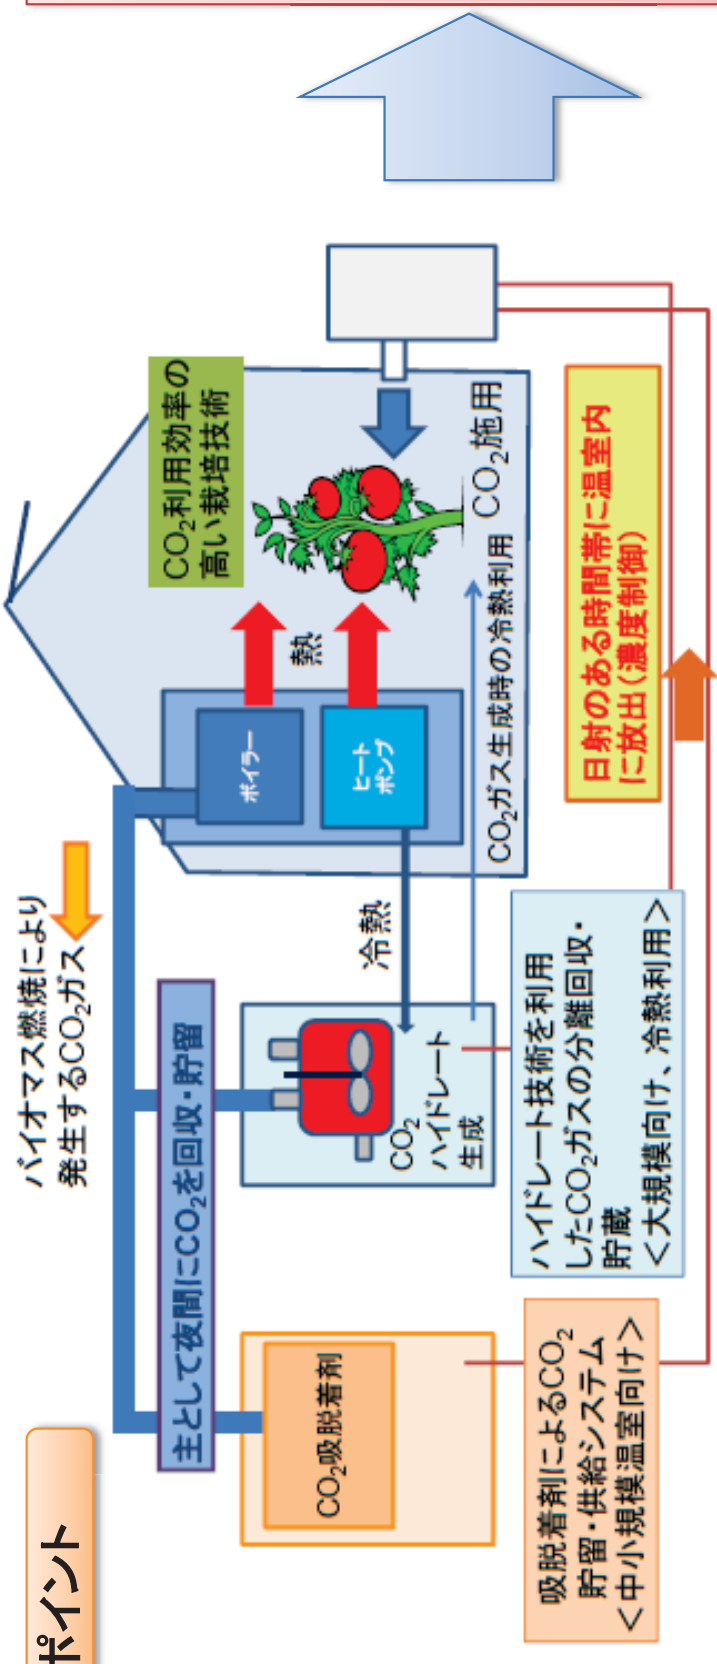 ポイント
バイオマス燃焼により
発生するCO₂ガス
主として夜間にCO₂を回収・貯留
CO₂利用効率の
高い栽培技術
ボイラー
熱
ヒート
ポンプ
冷熱
CO₂吸脱着剤
CO₂
ハイドレート
生成
CO₂施用
CO₂ガス生成時の冷熱利用
吸脱着剤によるCO₂
貯留・供給システム
＜中小規模温室向け＞
ハイドレート技術を利用
したCO₂ガスの分離回収・
貯蔵
＜大規模向け、冷熱利用＞
日射のある時間帯に温室内
に放出（濃度制御）